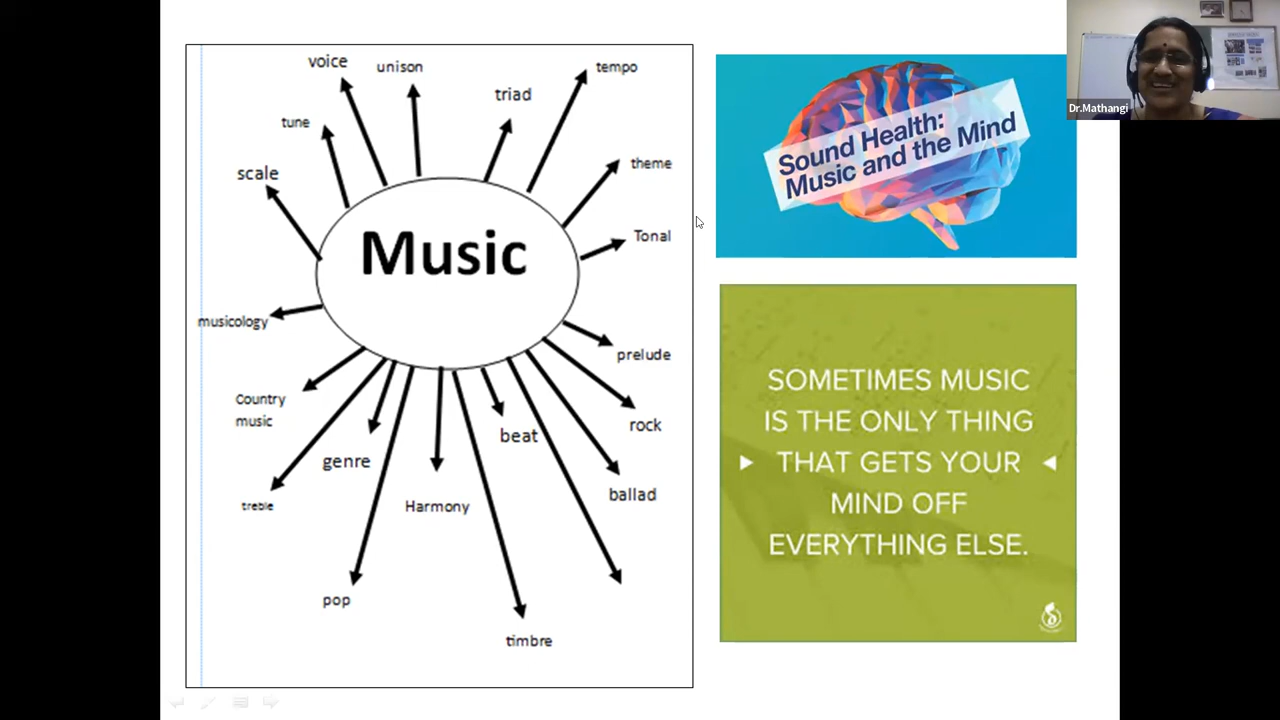 voice
unison
tempo
triad
tune
theme
scale
Tonal
Music
musicology
prelude
Country
music
rock
beat
genre
ballad
treble
Harmony
pop
timbre
Sound Health:
Music and the Mind
SOMETIMES MUSIC
IS THE ONLY THING
THAT GETS YOUR
MIND OFF
EVERYTHING ELSE.
Dr.Mathangi